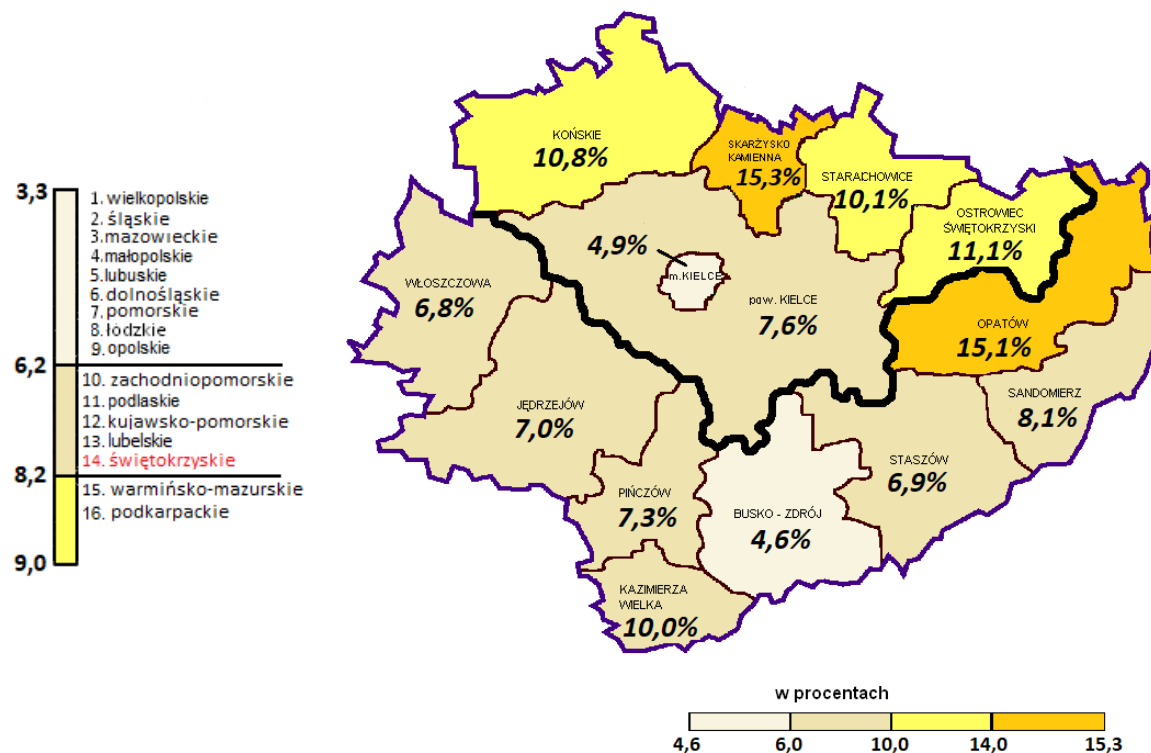 3,3
1. wielkopolskie
2. śląskie
3. mazowieckie
4. małopolskie
5. lubuskie
6. dolnośląskie
7. pomorskie
8. łódzkie
9. opolskie
6,2
10. zachodniopomorskie
11. podlaskie
12. kujawsko-pomorskie
13. lubelskie
14. świętokrzyskie
8,2
15. warmińsko-mazurskie
16. podkarpackie
9,0
KOŃSKIE
10,8%
SKARŻYSKO
KAMIENNA
15,3%
STARACHOWICE
10,1%
OSTROWIEC
ŚWIĘTOKRZYSKI
11,1%
4,9%
m.KIELCE
WŁOSZCZOWA
6,8%
pow. KIELCE
7,6%
OPATÓW
15,1%
JĘDRZEJÓW
7,0%
SANDOMIERZ
8,1%
STASZÓW
6,9%
PIŃCZÓW
7,3%
BUSKO - ZDRÓJ
4,6%
KAZIMIERZA
WIELKA
10,0%
w procentach
4,6 6,0 10,0 14,0 15,3